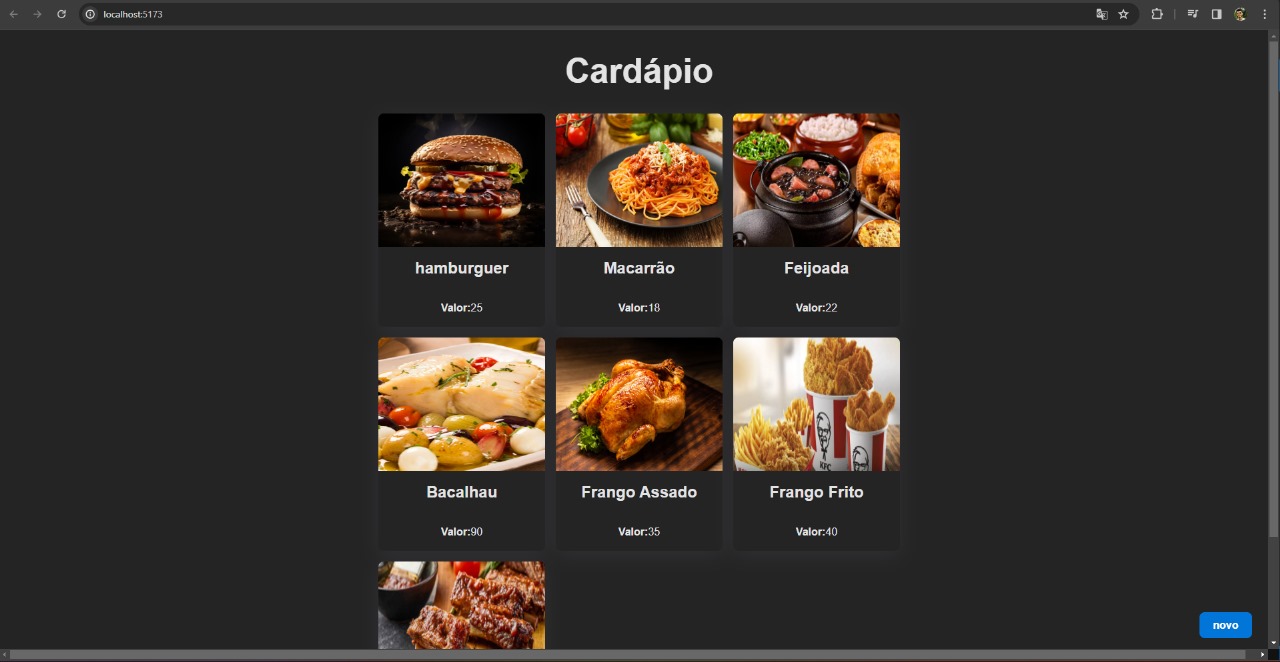 localhost:5173
Cardápio
hamburguer
Macarrão
Feijoada
Valor:25
Valor:18
Valor:22
KFC
Bacalhau
Frango Assado
Frango Frito
Valor:90
Valor:35
Valor:40
novo